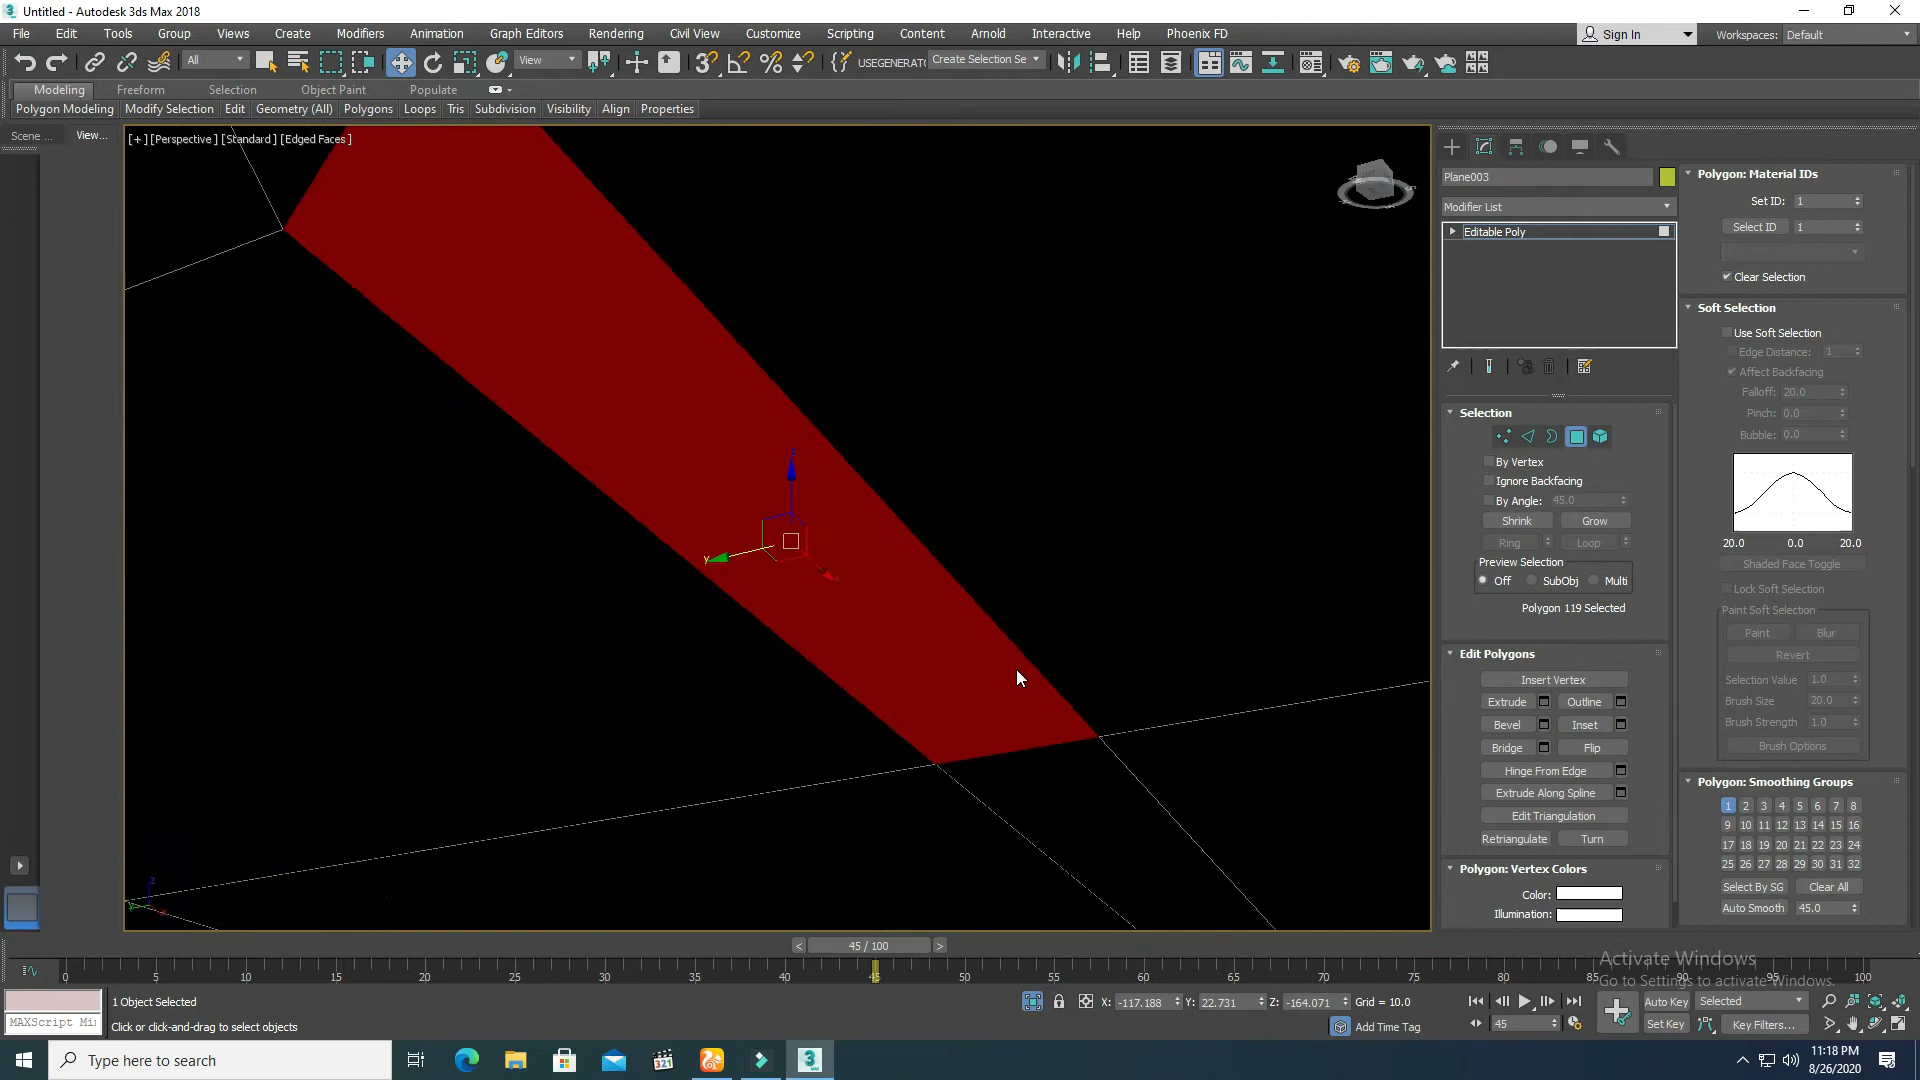 Untitled - Autodesk 3ds Max 2018
File Edit Tools Group Views Create Modifiers Animation Graph Editors Rendering Civil View Customize Scripting Content Arnold Interactive Help Phoenix FD
Sign In Workspaces: Default
All View USEGENERATO Create Selection Se
Modeling Freeform Selection Object Paint Populate
Polygon Modeling Modify Selection Edit Geometry (All) Polygons Loops Tris Subdivision Visibility Align Properties
Scene ... View...
[+] [Perspective ] [Standard ] [Edged Faces ]
z
y
Plane003
Modifier List
Editable Poly
Selection
By Vertex
Ignore Backfacing
By Angle: 45.0
Shrink Grow
Ring Loop
Preview Selection
Off SubObj Multi
Polygon 119 Selected
Edit Polygons
Insert Vertex
Extrude Outline
Bevel Inset
Bridge Flip
Hinge From Edge
Extrude Along Spline
Edit Triangulation
Retriangulate Turn
Polygon: Vertex Colors
Color:
Illumination:
Polygon: Material IDs
Set ID: 1
Select ID 1
Clear Selection
Soft Selection
Use Soft Selection
Edge Distance: 1
Affect Backfacing
Falloff: 20.0
Pinch: 0.0
Bubble: 0.0
20.0 0.0 20.0
Shaded Face Toggle
Lock Soft Selection
Paint Soft Selection
Paint Blur
Revert
Selection Value 1.0
Brush Size 20.0
Brush Strength 1.0
Brush Options
Polygon: Smoothing Groups
1 2 3 4 5 6 7 8
9 10 11 12 13 14 15 16
17 18 19 20 21 22 23 24
25 26 27 28 29 30 31 32
Select By SG Clear All
Auto Smooth 45.0
< 45 / 100 >
0 5 10 15 20 25 30 35 40 45 50 55 60 65 70 75 80 85 90 95 100
Activate Windows
Go to Settings to activate Windows.
1 Object Selected
MAXScript Mi
Click or click-and-drag to select objects
X: -117.188 Y: 22.731 Z: -164.071 Grid = 10.0
Add Time Tag
45
Auto Key Selected
Set Key Key Filters...
Type here to search
321
3
11:18 PM
8/26/2020